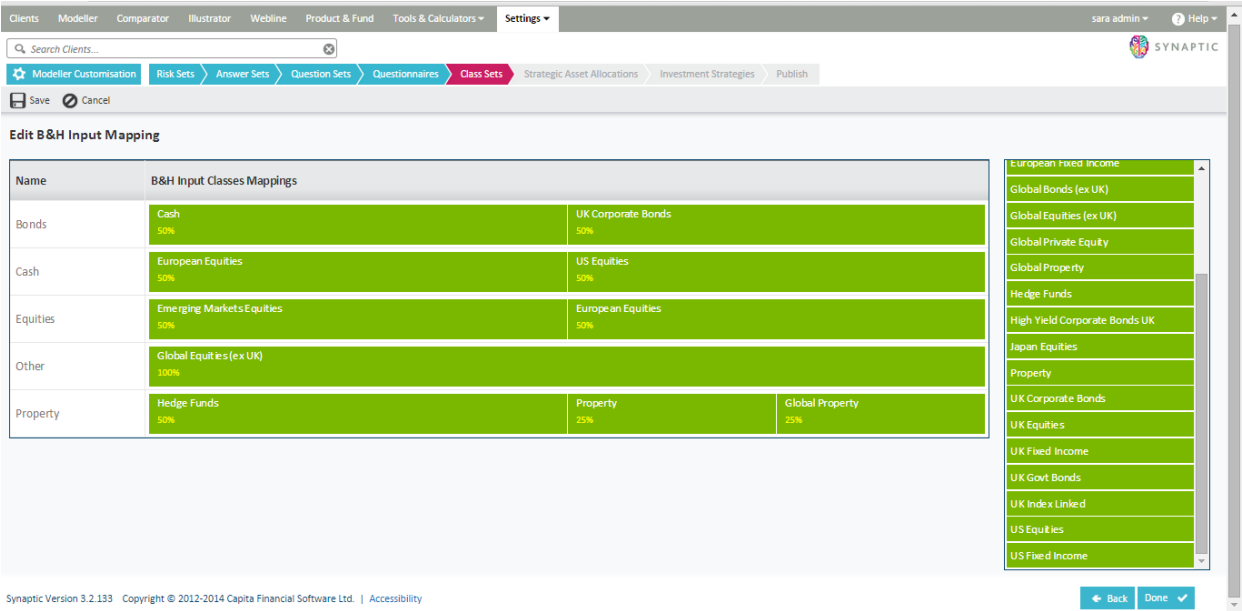 Clients Modeller Comparator Illustrator Webline Product & Fund Tools & Calculators Settings sara admin Help
Search Clients...
SYNAPTIC
Modeller Customisation Risk Sets Answer Sets Question Sets Questionnaires Class Sets Strategic Asset Allocations Investment Strategies Publish
Save Cancel
Edit B&H Input Mapping
Name B&H Input Classes Mappings
Bonds
Cash
50%
UK Corporate Bonds
50%
Cash
European Equities
50%
US Equities
50%
Equities
Emerging Markets Equities
50%
European Equities
50%
Other
Global Equities (ex UK)
100%
Property
Hedge Funds
50%
Property
25%
Global Property
25%
European Fixed Income
Global Bonds (ex UK)
Global Equities (ex UK)
Global Private Equity
Global Property
Hedge Funds
High Yield Corporate Bonds UK
Japan Equities
Property
UK Corporate Bonds
UK Equities
UK Fixed Income
UK Govt Bonds
UK Index Linked
US Equities
US Fixed Income
Back Done
Synaptic Version 3.2.133 Copyright © 2012-2014 Capita Financial Software Ltd. | Accessibility